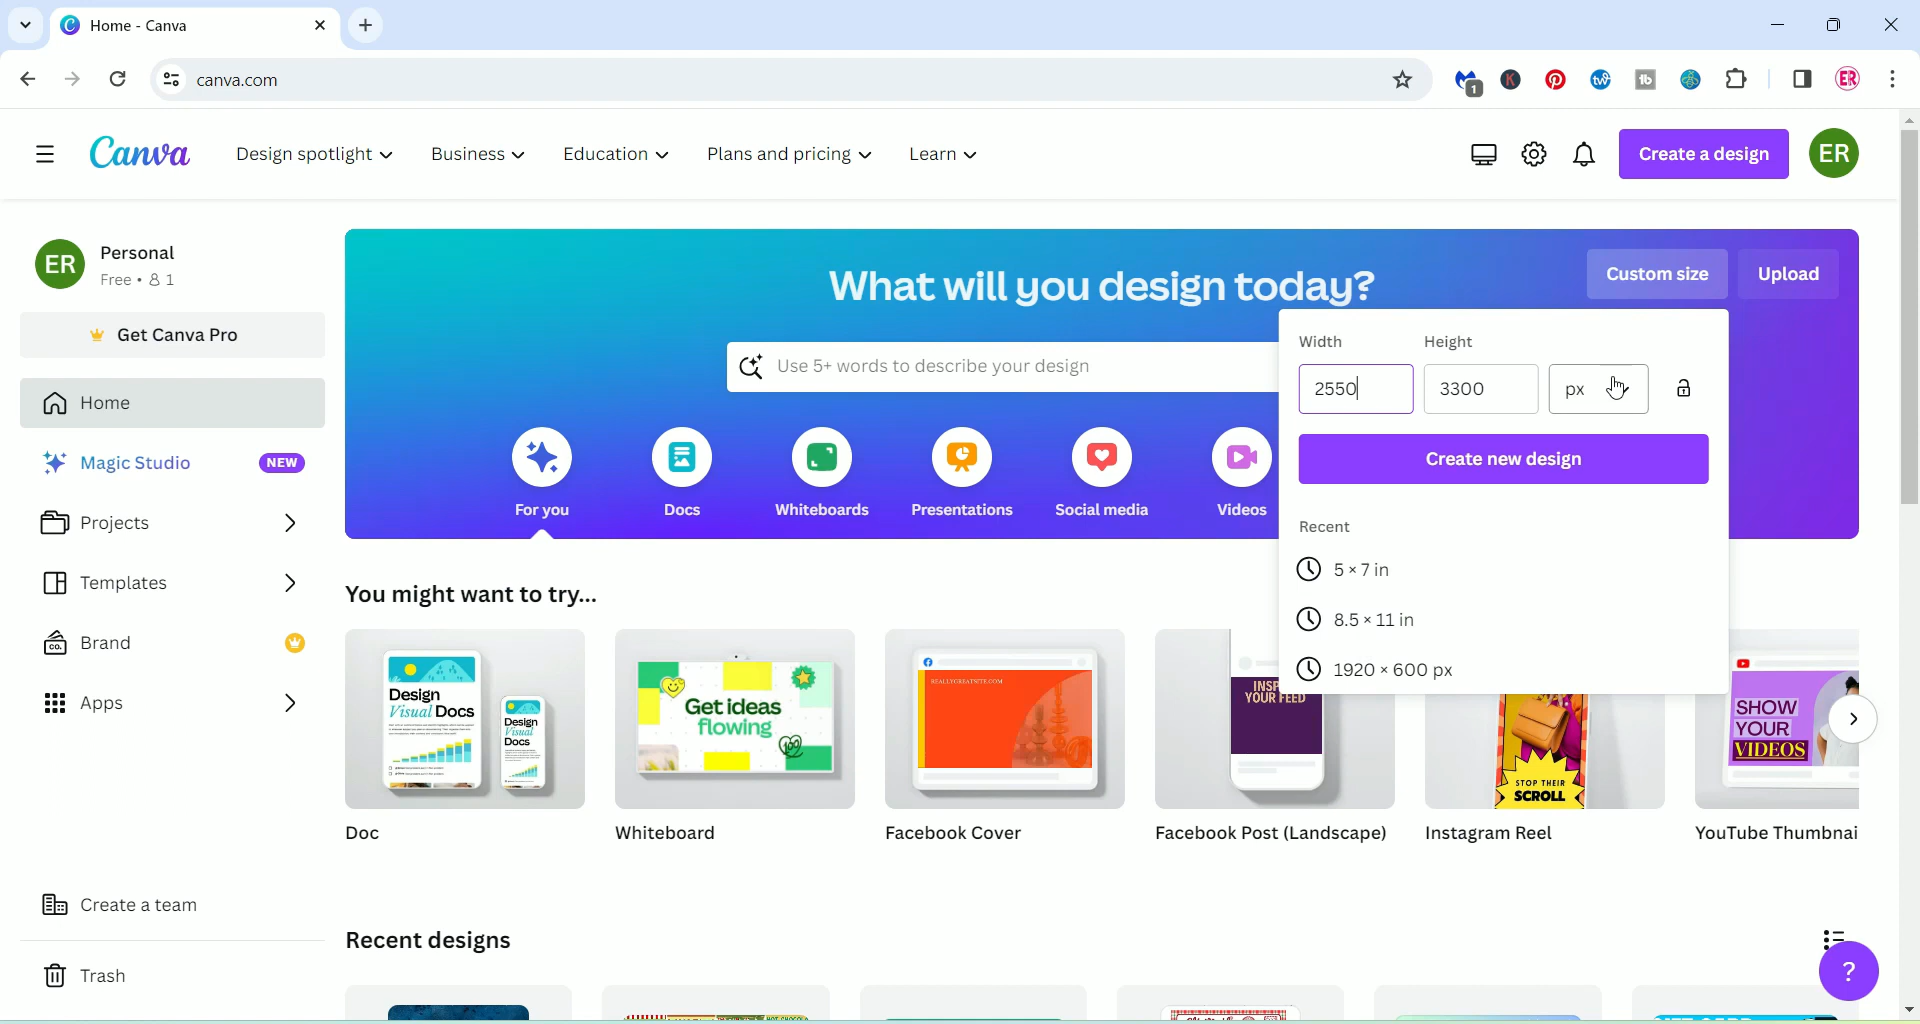 Home - Canva
canva.com
1
Canva
Design spotlight
Business
Education
Plans and pricing
Learn
Create a design
ER
ER
Personal
Free • 1
Get Canva Pro
Home
Magic Studio
NEW
Projects
Templates
Brand
Apps
Create a team
Trash
What will you design today?
Custom size
Upload
Use 5+ words to describe your design
For you
Docs
Whiteboards
Presentations
Social media
Videos
Width
Height
2550
3300
px
Create new design
Recent
5 × 7 in
8.5 × 11 in
1920 × 600 px
You might want to try...
Design
Visual Docs
Design
Visual
Docs
Get ideas
flowing
100
REALLYGREATSITE.COM
YOUR FEED
STOP THEIR
SCROLL
SHOW
YOUR
VIDEOS
Doc
Whiteboard
Facebook Cover
Facebook Post (Landscape)
Instagram Reel
YouTube Thumbnai
Recent designs
?